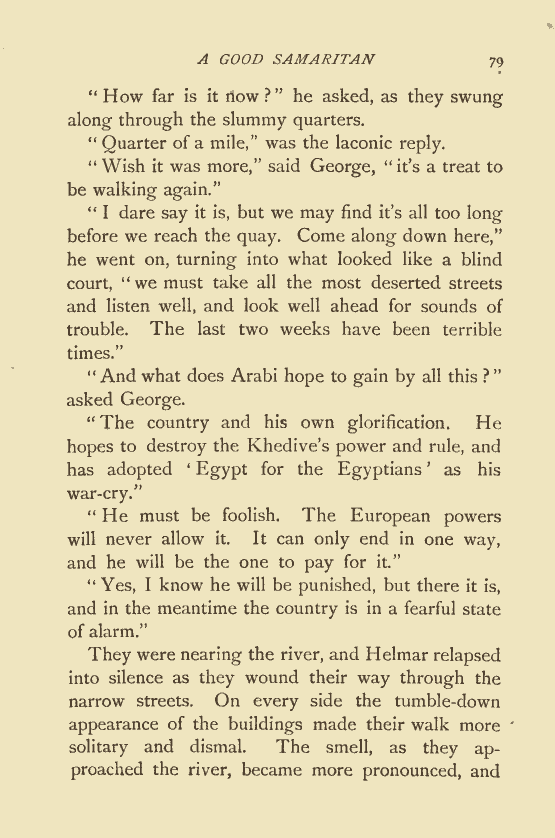 A GOOD SAMARITAN 79
“ How far is it now ? ” he asked, as they swung
along through the slummy quarters.
“ Quarter of a mile,” was the laconic reply.
“ Wish it was more,” said George, “ it’s a treat to
be walking again.”
“ I dare say it is, but we may find it’s all too long
before we reach the quay. Come along down here,”
he went on, turning into what looked like a blind
court, “ we must take all the most deserted streets
and listen well, and look well ahead for sounds of
trouble. The last two weeks have been terrible
times.”
“ And what does Arabi hope to gain by all this ? ”
asked George.
“ The country and his own glorification. He
hopes to destroy the Khedive’s power and rule, and
has adopted ‘ Egypt for the Egyptians ’ as his
war-cry.”
“ He must be foolish. The European powers
will never allow it. It can only end in one way,
and he will be the one to pay for it.”
“ Yes, I know he will be punished, but there it is,
and in the meantime the country is in a fearful state
of alarm.”
They were nearing the river, and Helmar relapsed
into silence as they wound their way through the
narrow streets. On every side the tumble-down
appearance of the buildings made their walk more
solitary and dismal. The smell, as they ap-
proached the river, became more pronounced, and